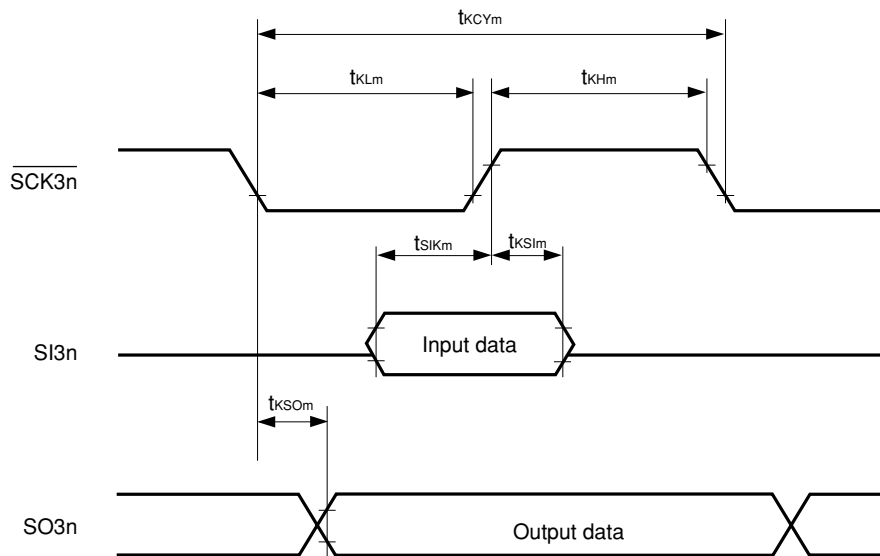 tKCYm
tKLm
tKHm
SCK3n
tSIKm
tKSIm
SI3n
Input data
tKSOm
SO3n
Output data